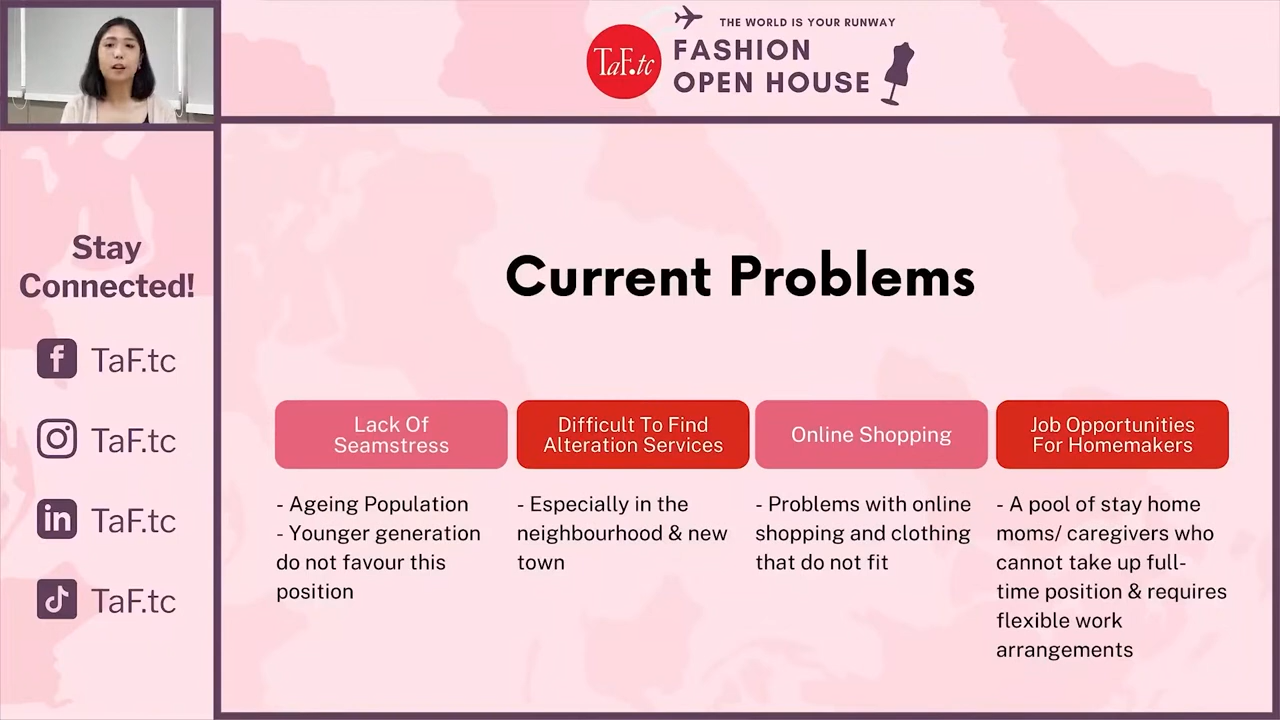 THE WORLD IS YOUR RUNWAY
TaF.tc
FASHION
OPEN HOUSE
Stay
Connected!
TaF.tc
TaF.tc
TaF.tc
TaF.tc
Current Problems
Lack Of
Seamstress
- Ageing Population
- Younger generation
do not favour this
position
Difficult To Find
Alteration Services
- Especially in the
neighbourhood & new
town
Online Shopping
- Problems with online
shopping and clothing
that do not fit
Job Opportunities
For Homemakers
- A pool of stay home
moms/ caregivers who
cannot take up full-
time position & requires
flexible work
arrangements